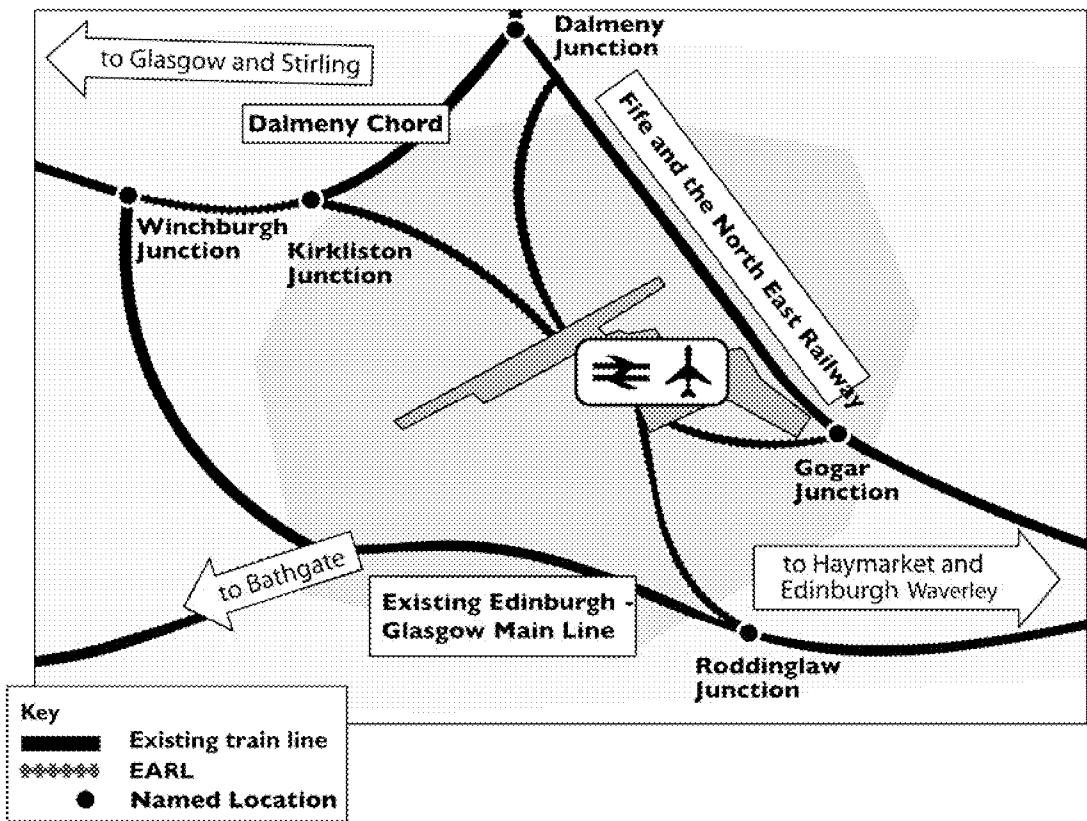 Dalmeny
Junction
to Glasgow and Stirling
Dalmeny Chord
Fife and the North East Railway
Winchburgh
Junction
Kirkliston
Junction
Gogar
Junction
to Bathgate
to Haymarket and
Edinburgh Waverley
Existing Edinburgh -
Glasgow Main Line
Roddinglaw
Junction
Key
Existing train line
EARL
Named Location